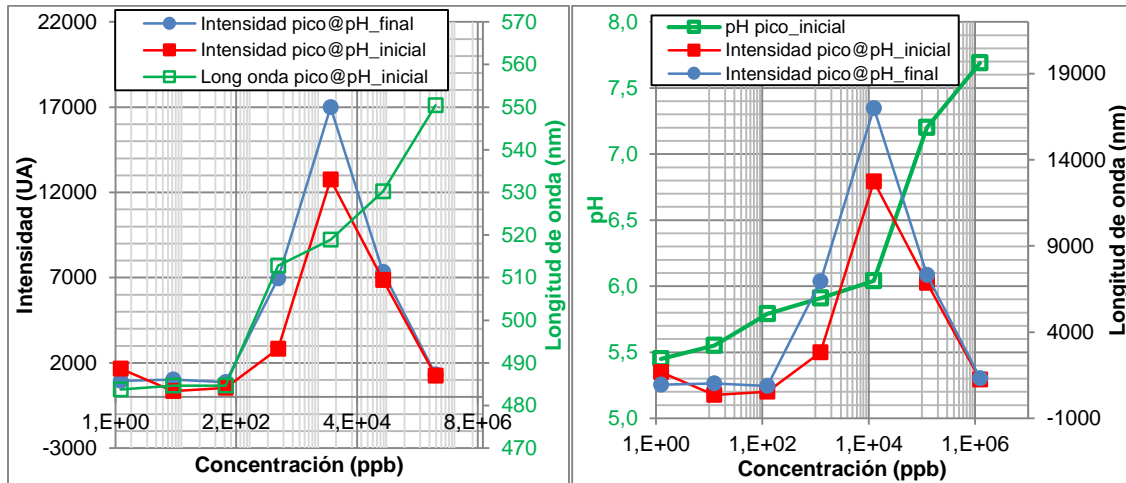 Intensidad pico@pH_final
Intensidad pico@pH_inicial
Long onda pico@pH_inicial
22000
17000
12000
7000
2000
-3000
Intensidad (UA)
570
560
550
540
530
520
510
500
490
480
470
Longitud de onda (nm)
1,E+00
2,E+02
4,E+04
8,E+06
Concentración (ppb)
pH pico_inicial
Intensidad pico@pH_inicial
Intensidad pico@pH_final
8,0
7,5
7,0
6,5
6,0
5,5
5,0
pH
19000
14000
9000
4000
-1000
Longitud de onda (nm)
1,E+00
1,E+02
1,E+04
1,E+06
Concentración (ppb)